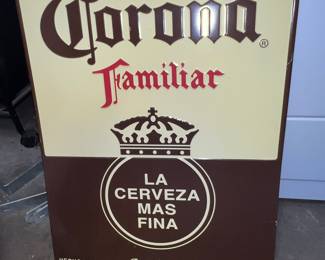 Corona
®
Familiar
LA
CERVEZA
MAS
FINA